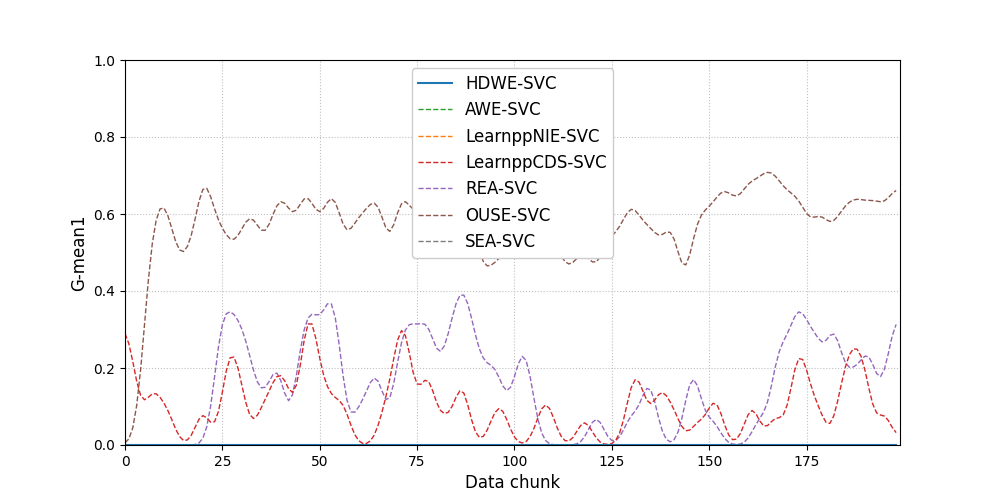 1.0
0.8
0.6
0.4
0.2
0.0
G-mean1
HDWE-SVC
AWE-SVC
LearnppNIE-SVC
LearnppCDS-SVC
REA-SVC
OUSE-SVC
SEA-SVC
0 25 50 75 100 125 150 175
Data chunk